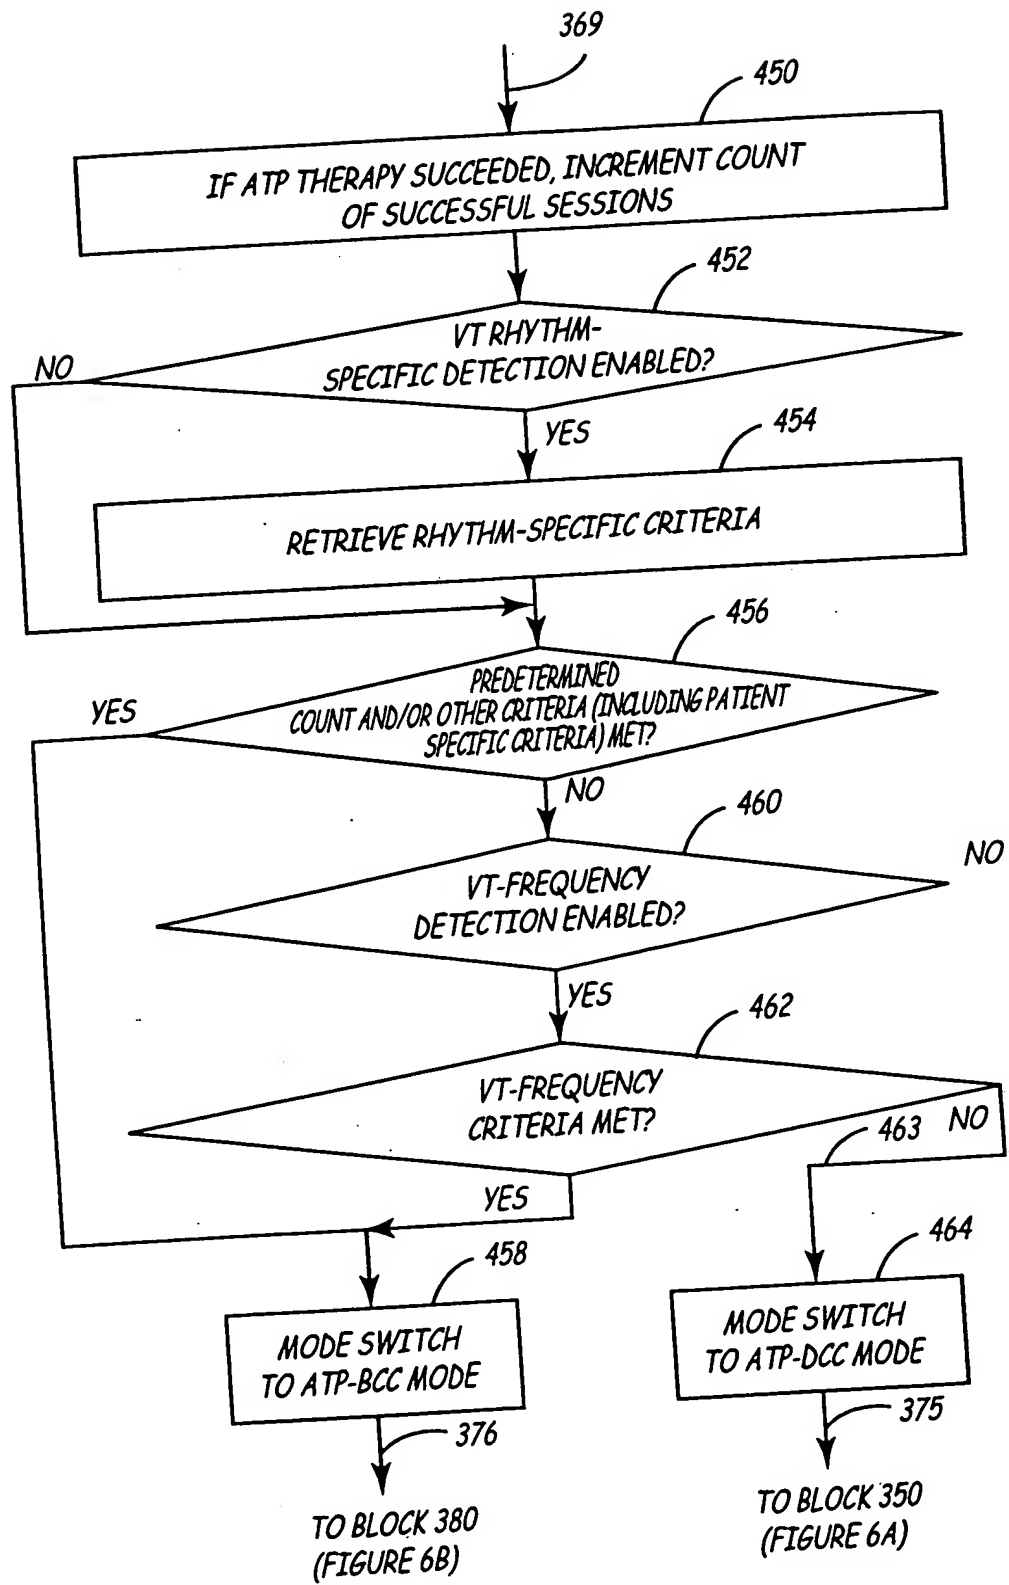 369
450
IF ATP THERAPY SUCCEEDED, INCREMENT COUNT
OF SUCCESSFUL SESSIONS
452
VT RHYTHM-
SPECIFIC DETECTION ENABLED?
NO
YES
454
RETRIEVE RHYTHM-SPECIFIC CRITERIA
456
PREDETERMINED
COUNT AND/OR OTHER CRITERIA (INCLUDING PATIENT
SPECIFIC CRITERIA) MET?
YES
NO
460
VT-FREQUENCY
DETECTION ENABLED?
NO
YES
462
VT-FREQUENCY
CRITERIA MET?
463
NO
YES
458
464
MODE SWITCH
TO ATP-BCC MODE
MODE SWITCH
TO ATP-DCC MODE
376
375
TO BLOCK 380
(FIGURE 6B)
TO BLOCK 350
(FIGURE 6A)